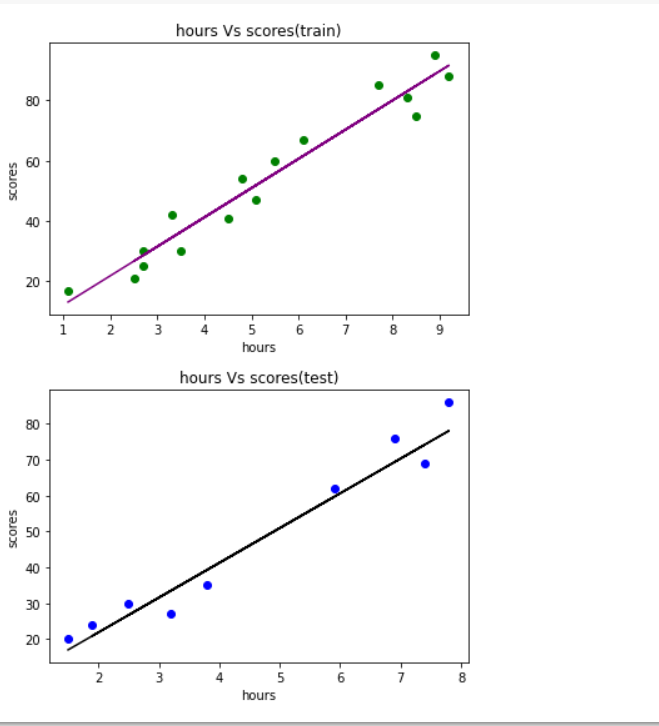 hours Vs scores(train)
scores
80
60
40
20
1 2 3 4 5 6 7 8 9
hours
hours Vs scores(test)
scores
80
70
60
50
40
30
20
2 3 4 5 6 7 8
hours